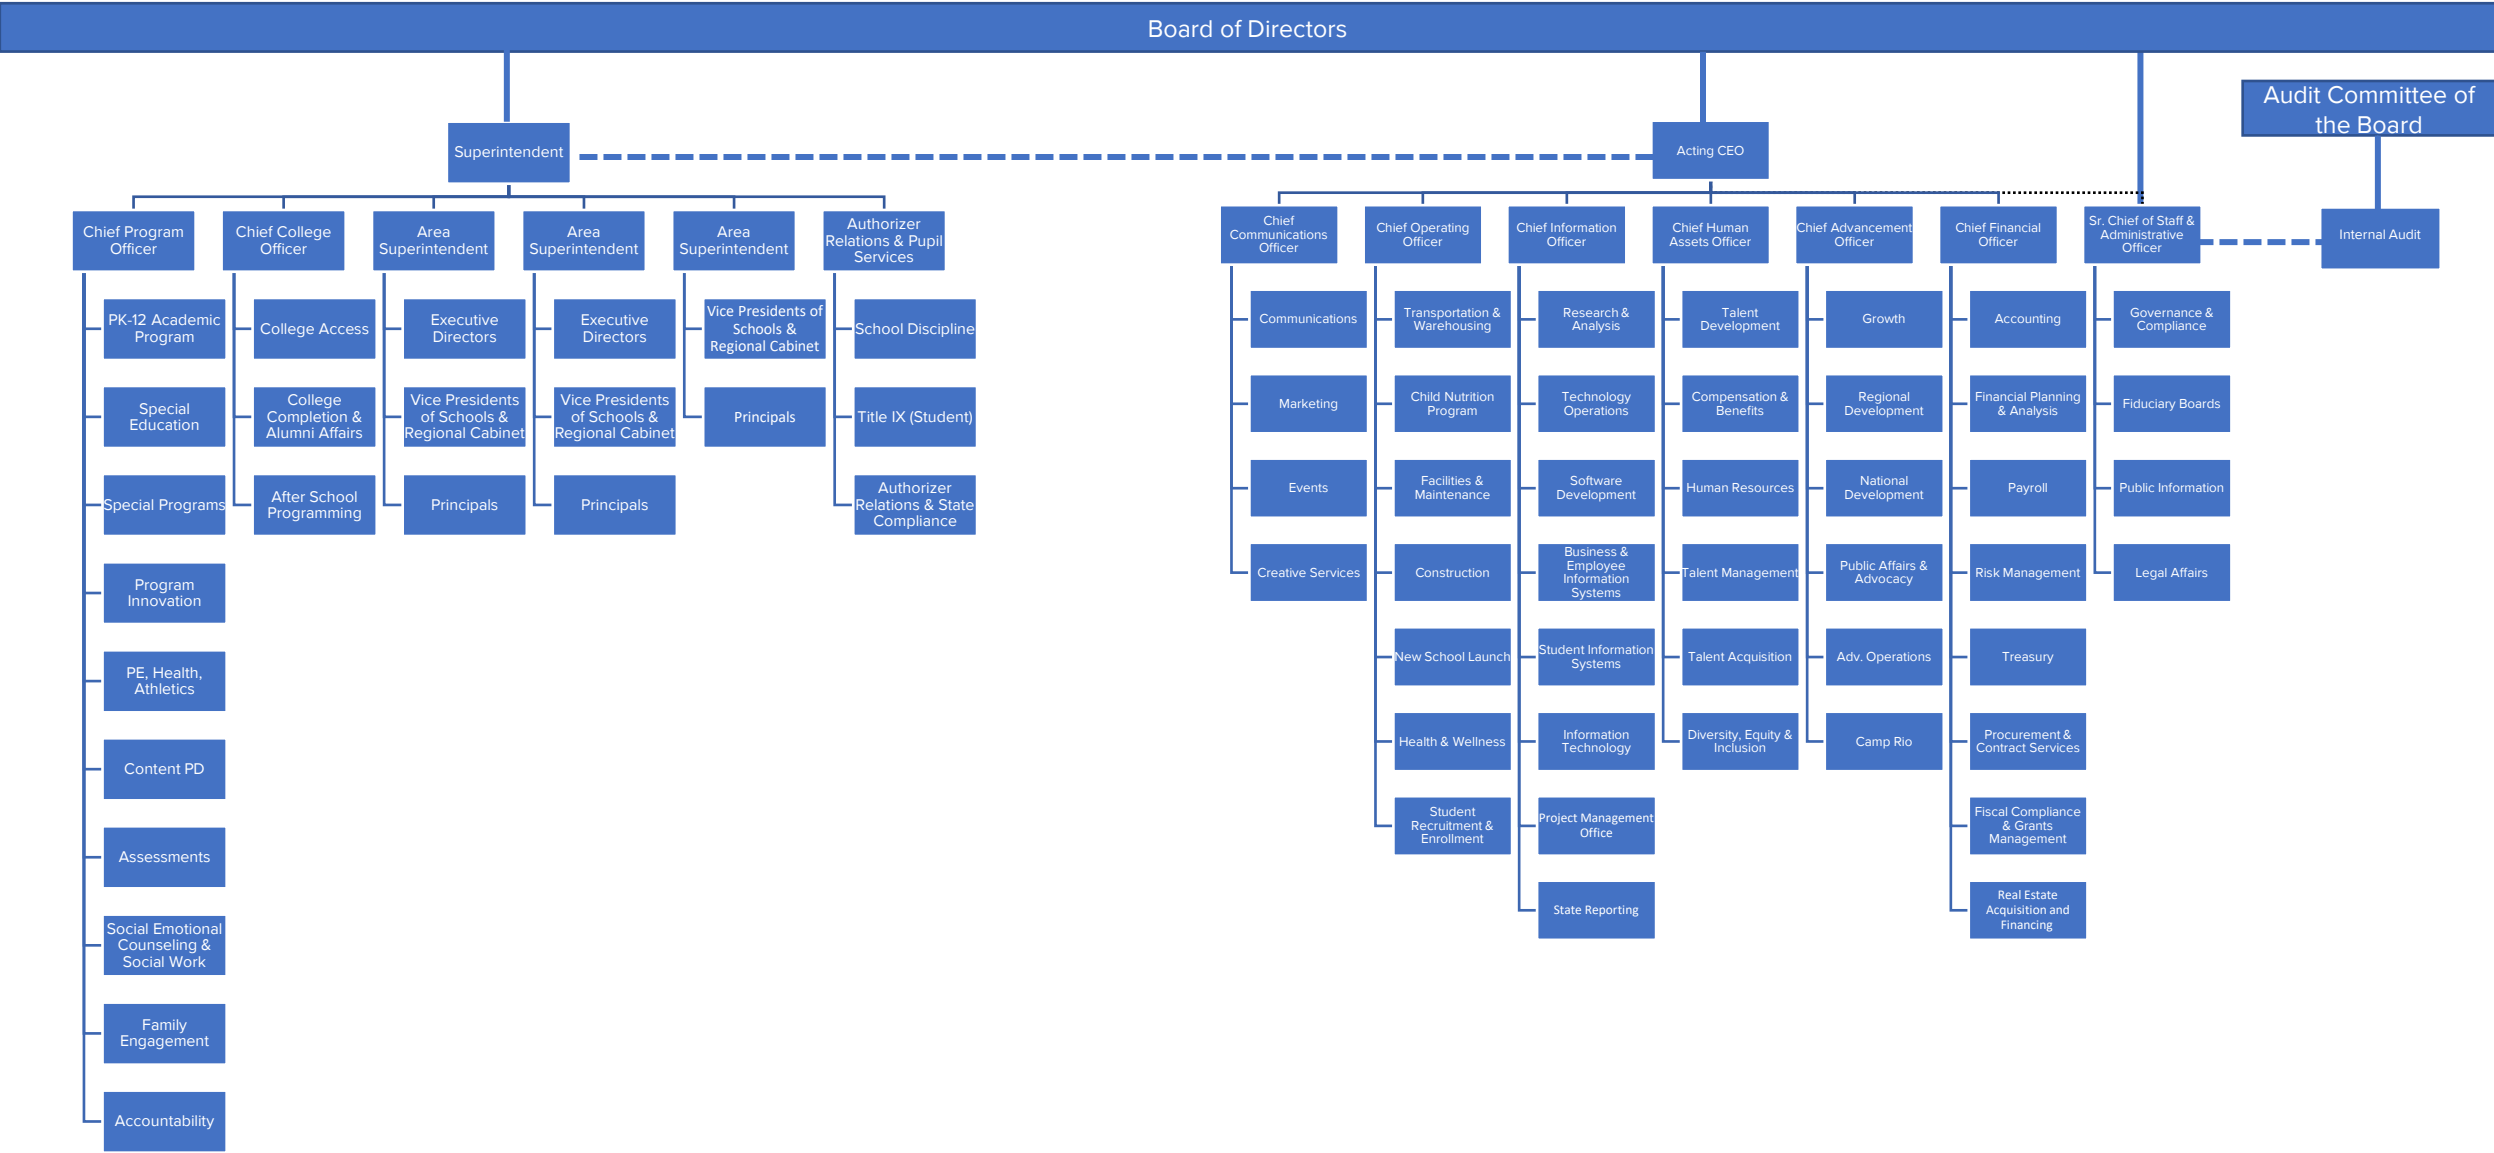 Board of Directors
Audit Committee of
the Board
Superintendent
Acting CEO
Internal Audit
Chief Program
Officer
PK-12 Academic
Program
Special
Education
Special Programs
Program
Innovation
PE, Health,
Athletics
Content PD
Assessments
Social Emotional
Counseling &
Social Work
Family
Engagement
Accountability
Chief College
Officer
College Access
College
Completion &
Alumni Affairs
After School
Programming
Area
Superintendent
Executive
Directors
Vice Presidents
of Schools &
Regional Cabinet
Principals
Area
Superintendent
Executive
Directors
Vice Presidents
of Schools &
Regional Cabinet
Principals
Area
Superintendent
Vice Presidents of
Schools &
Regional Cabinet
Principals
Authorizer
Relations & Pupil
Services
School Discipline
Title IX (Student)
Authorizer
Relations & State
Compliance
Chief
Communications
Officer
Communications
Marketing
Events
Creative Services
Chief Operating
Officer
Transportation &
Warehousing
Child Nutrition
Program
Facilities &
Maintenance
Construction
New School Launch
Health & Wellness
Student
Recruitment &
Enrollment
Chief Information
Officer
Research &
Analysis
Technology
Operations
Software
Development
Business &
Employee
Information
Systems
Student Information
Systems
Information
Technology
Project Management
Office
State Reporting
Chief Human
Assets Officer
Talent
Development
Compensation &
Benefits
Human Resources
Talent Management
Talent Acquisition
Diversity, Equity &
Inclusion
Chief Advancement
Officer
Growth
Regional
Development
National
Development
Public Affairs &
Advocacy
Adv. Operations
Camp Rio
Chief Financial
Officer
Accounting
Financial Planning
& Analysis
Payroll
Risk Management
Treasury
Procurement &
Contract Services
Fiscal Compliance
& Grants
Management
Real Estate
Acquisition and
Financing
Sr. Chief of Staff &
Administrative
Officer
Governance &
Compliance
Fiduciary Boards
Public Information
Legal Affairs